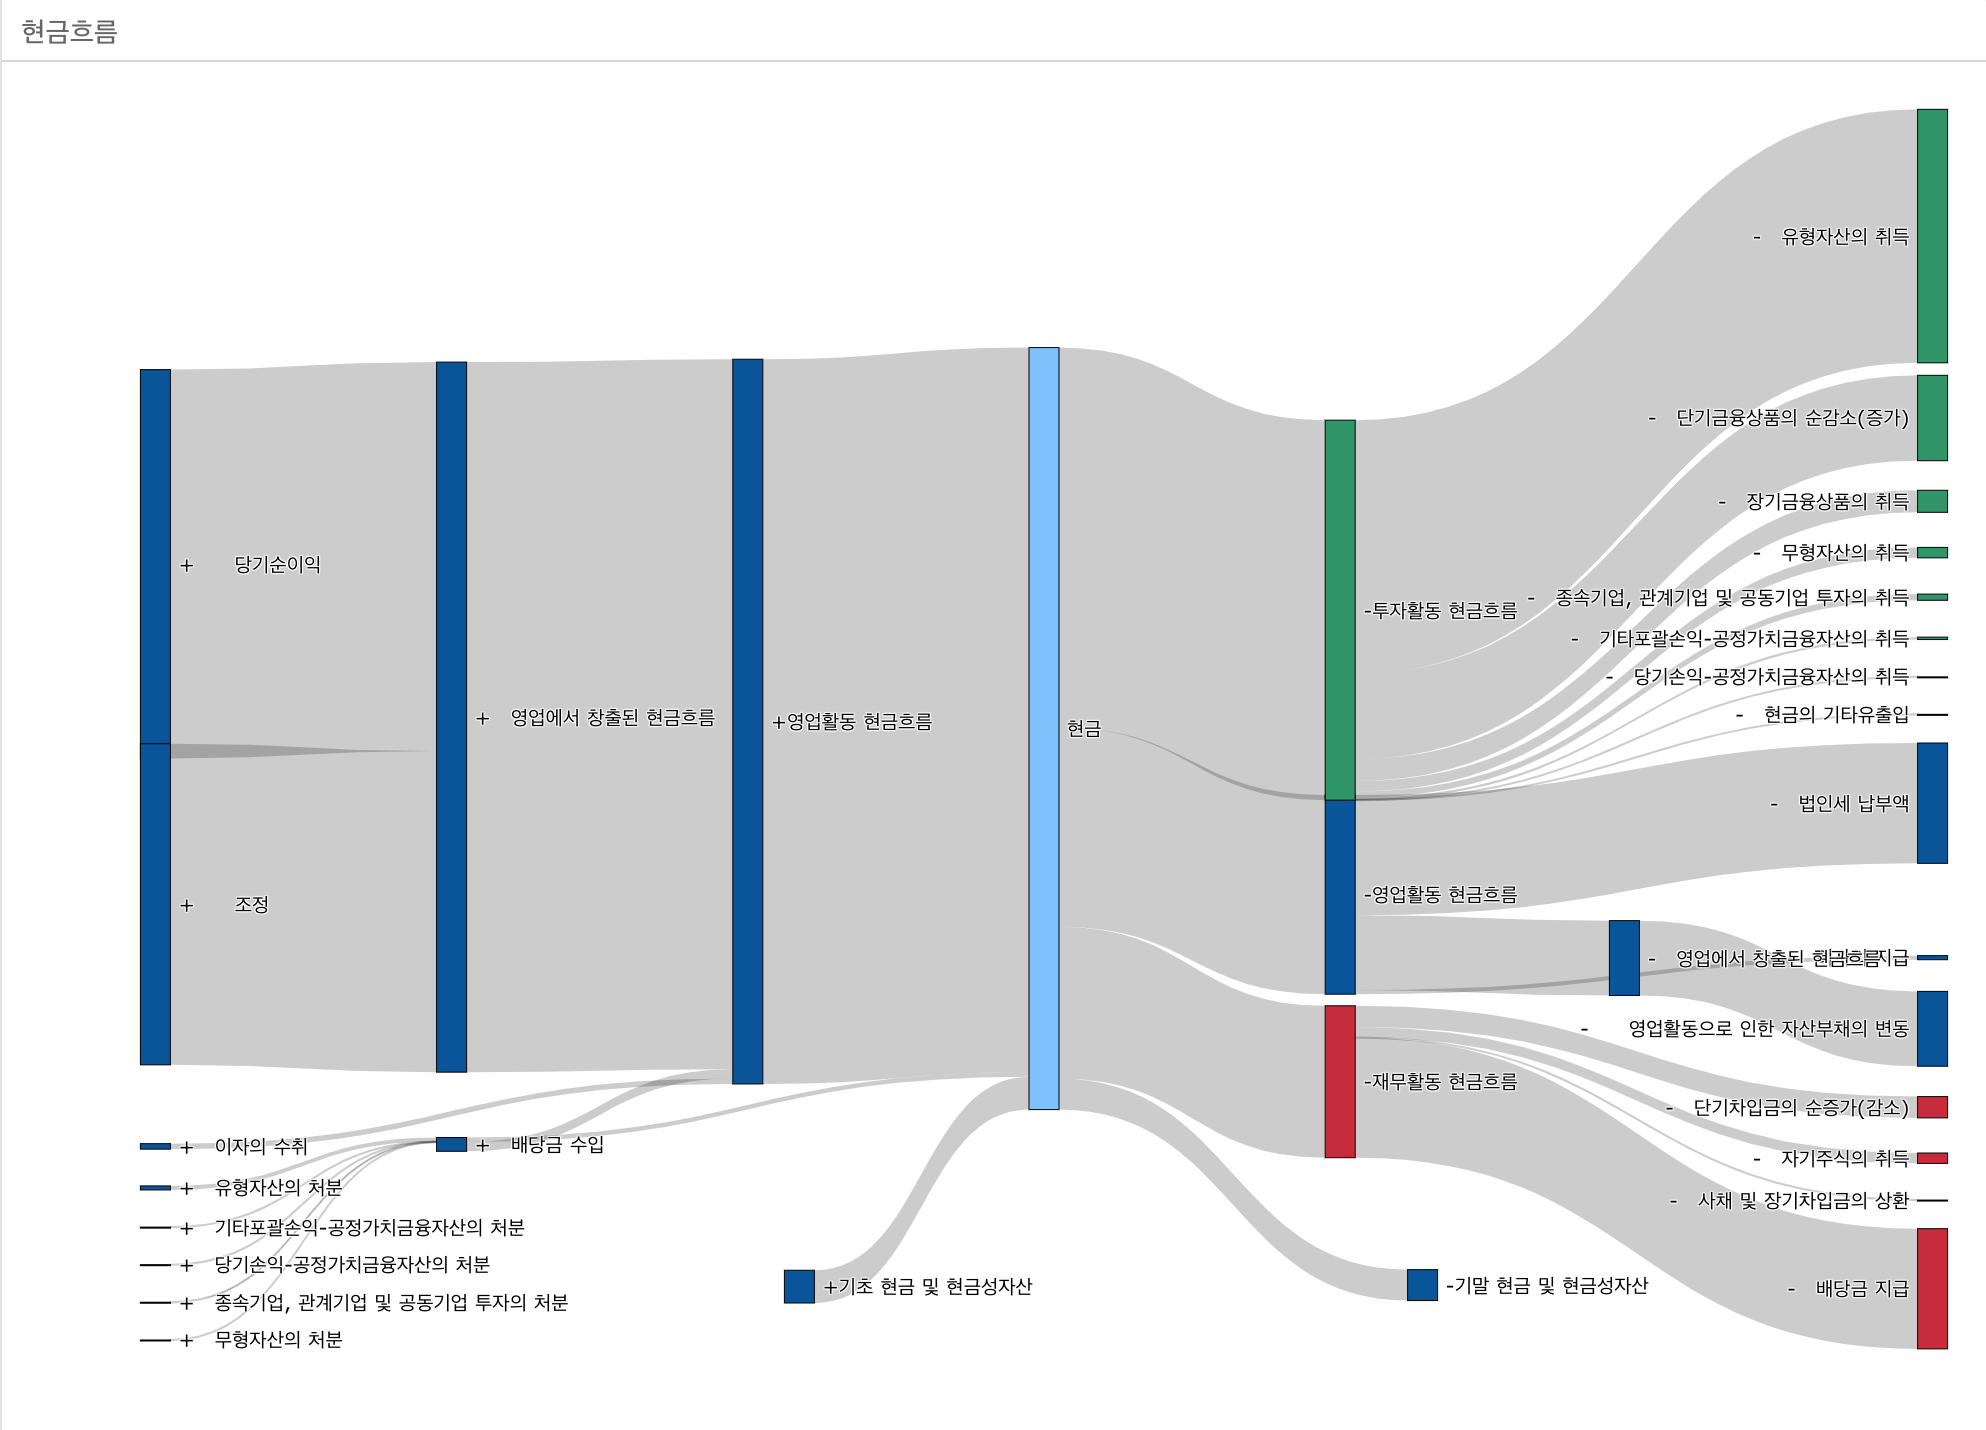 현금흐름
- 유형자산의 취득
- 단기금융상품의 순감소(증가)
- 장기금융상품의 취득
- 무형자산의 취득
+ 당기순이익
- 종속기업, 관계기업 및 공동기업 투자의 취득
-투자활동 현금흐름
- 기타포괄손익-공정가치금융자산의 취득
- 당기손익-공정가치금융자산의 취득
- 현금의 기타유출입
+ 영업에서 창출된 현금흐름
+영업활동 현금흐름
현금
- 법인세 납부액
-영업활동 현금흐름
+ 조정
- 영업에서 창출된 현금흐름
지급
- 영업활동으로 인한 자산부채의 변동
-재무활동 현금흐름
- 단기차입금의 순증가(감소)
+ 이자의 수취
+ 배당금 수입
- 자기주식의 취득
+ 유형자산의 처분
- 사채 및 장기차입금의 상환
+ 기타포괄손익-공정가치금융자산의 처분
+ 당기손익-공정가치금융자산의 처분
+기초 현금 및 현금성자산
-기말 현금 및 현금성자산
- 배당금 지급
+ 종속기업, 관계기업 및 공동기업 투자의 처분
+ 무형자산의 처분